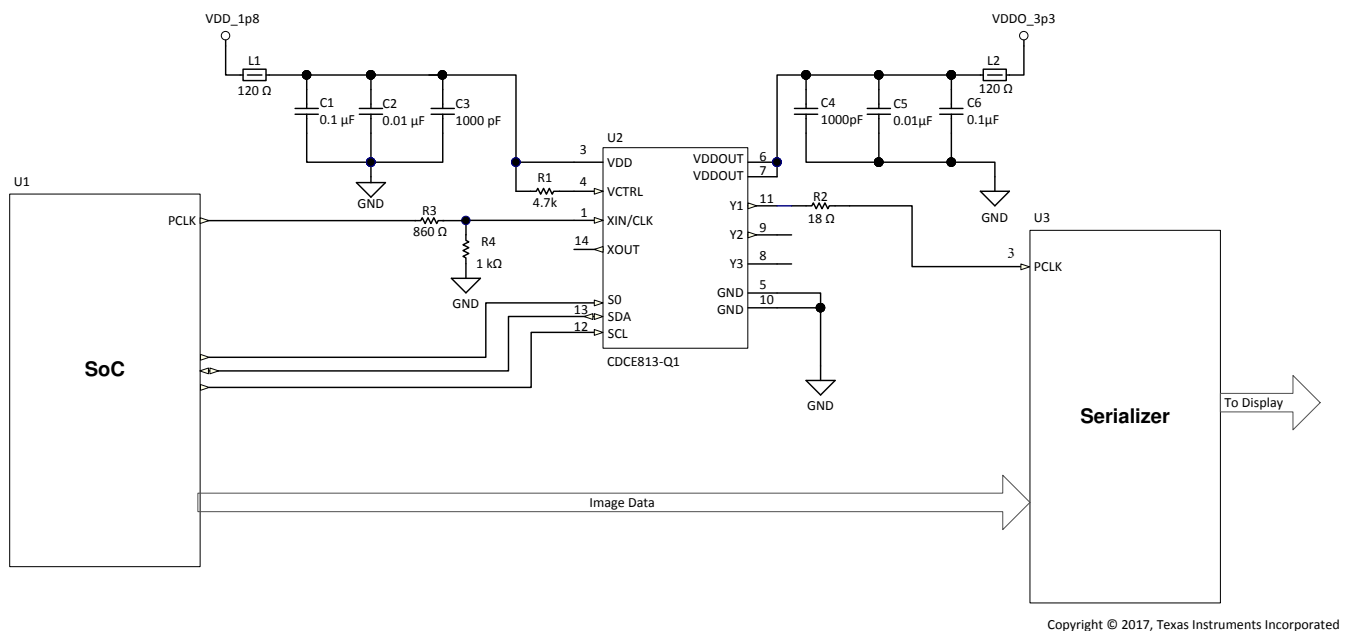 VDD_1p8
VDDO_3p3
L1
120 Ω
C1
0.1 µF
C2
0.01 µF
C3
1000 pF
C4
1000pF
C5
0.01µF
C6
0.1µF
L2
120 Ω
GND
GND
U2
3
VDD
4
VCTRL
1
XIN/CLK
14
XOUT
S0
13
SDA
12
SCL
VDDOUT
6
VDDOUT
7
Y1
11
Y2
9
Y3
8
GND
5
GND
10
CDCE813-Q1
R1
4.7k
R2
18 Ω
R3
860 Ω
R4
1 kΩ
GND
GND
U1
PCLK
SoC
U3
3
PCLK
Serializer
To Display
Image Data
Copyright © 2017, Texas Instruments Incorporated